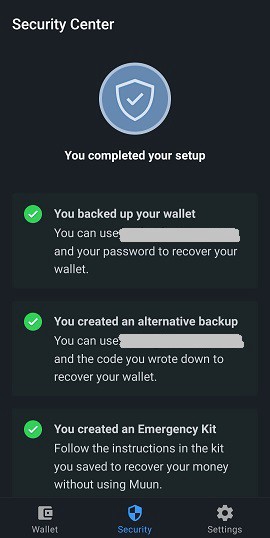 Security Center
You completed your setup
You backed up your wallet
You can use
and your password to recover your
wallet.
You created an alternative backup
You can use
and the code you wrote down to
recover your wallet.
You created an Emergency Kit
Follow the instructions in the kit
you saved to recover your money
without using Muun.
Wallet Security Settings